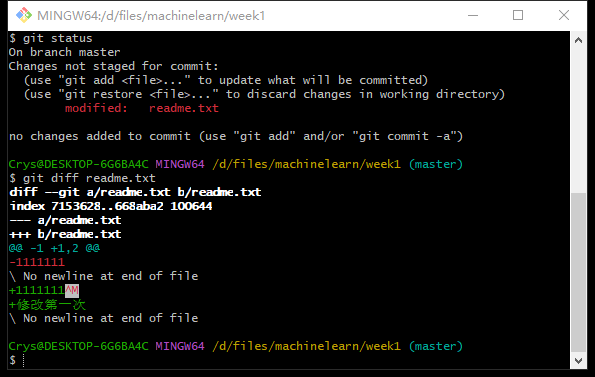 MINGW64:/d/files/machinelearn/week1
$ git status
On branch master
Changes not staged for commit:
  (use "git add <file>..." to update what will be committed)
  (use "git restore <file>..." to discard changes in working directory)
        modified:   readme.txt

no changes added to commit (use "git add" and/or "git commit -a")

Crys@DESKTOP-6G6BA4C MINGW64 /d/files/machinelearn/week1 (master)
$ git diff readme.txt
diff --git a/readme.txt b/readme.txt
index 7153628..668aba2 100644
--- a/readme.txt
+++ b/readme.txt
@@ -1 +1,2 @@
-1111111
\ No newline at end of file
+1111111^M
+修改第一次
\ No newline at end of file

Crys@DESKTOP-6G6BA4C MINGW64 /d/files/machinelearn/week1 (master)
$